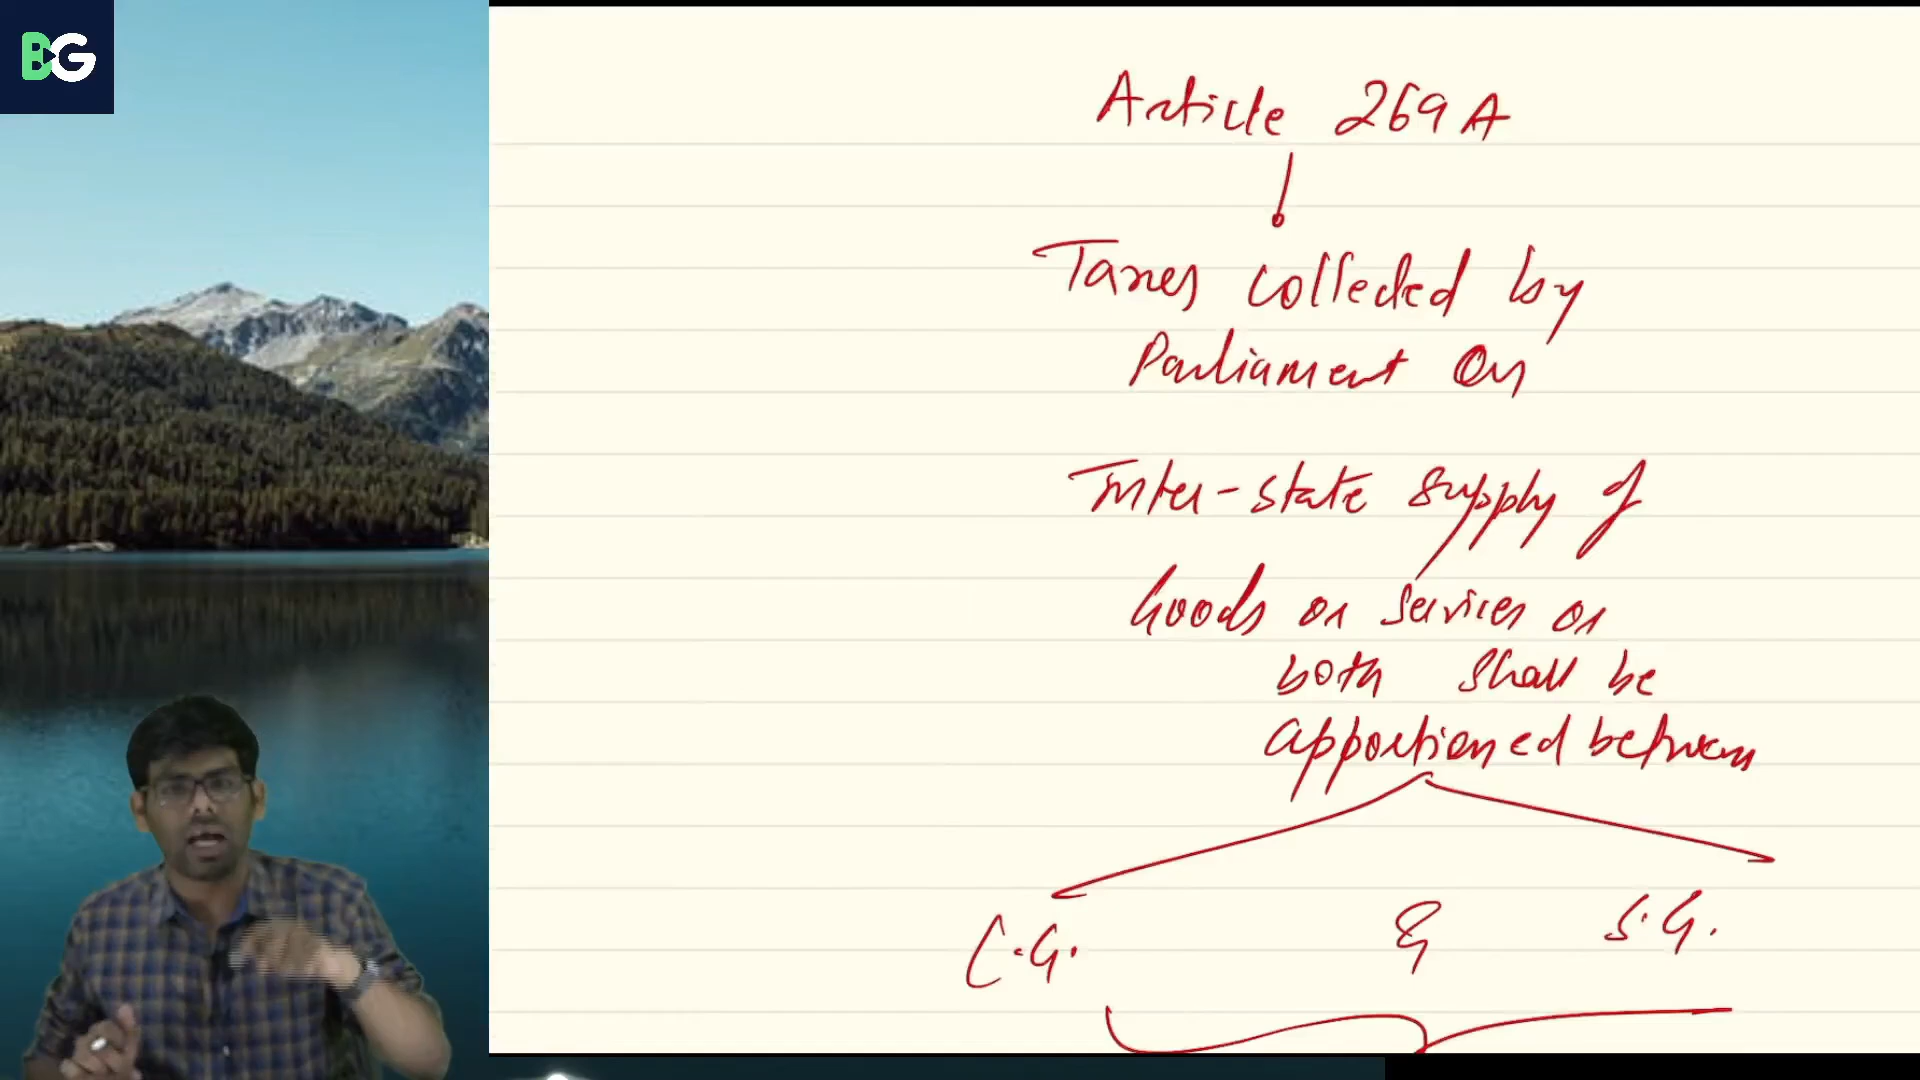 BG
Article 269A
Taxes collected by
Parliament on
Inter-state supply of
Goods or services or
both shall be
apportioned between
C.G. & S.G.